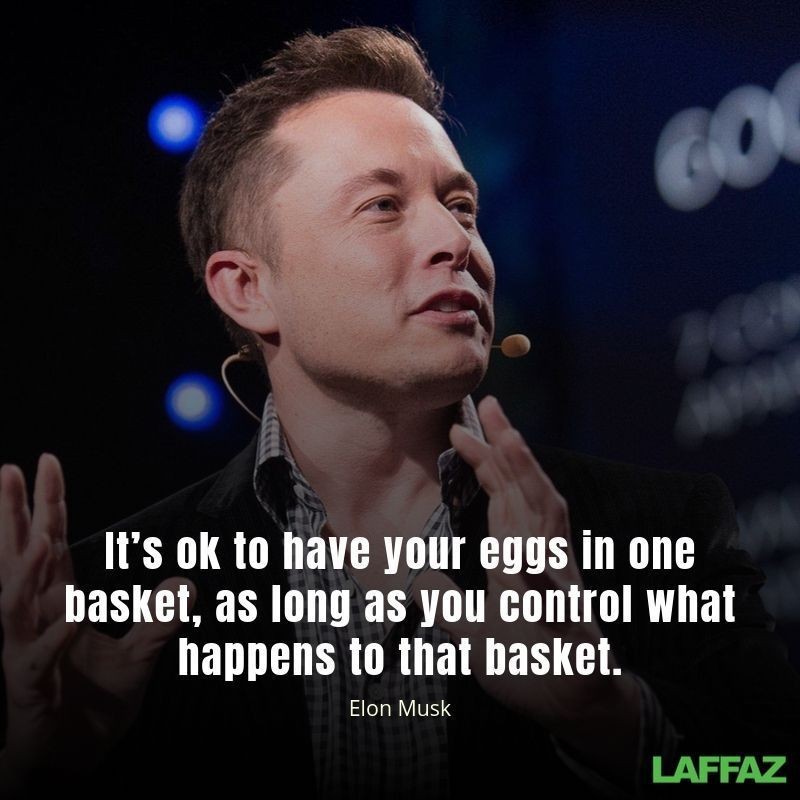 It’s ok to have your eggs in one
basket, as long as you control what
happens to that basket.
Elon Musk
LAFFAZ